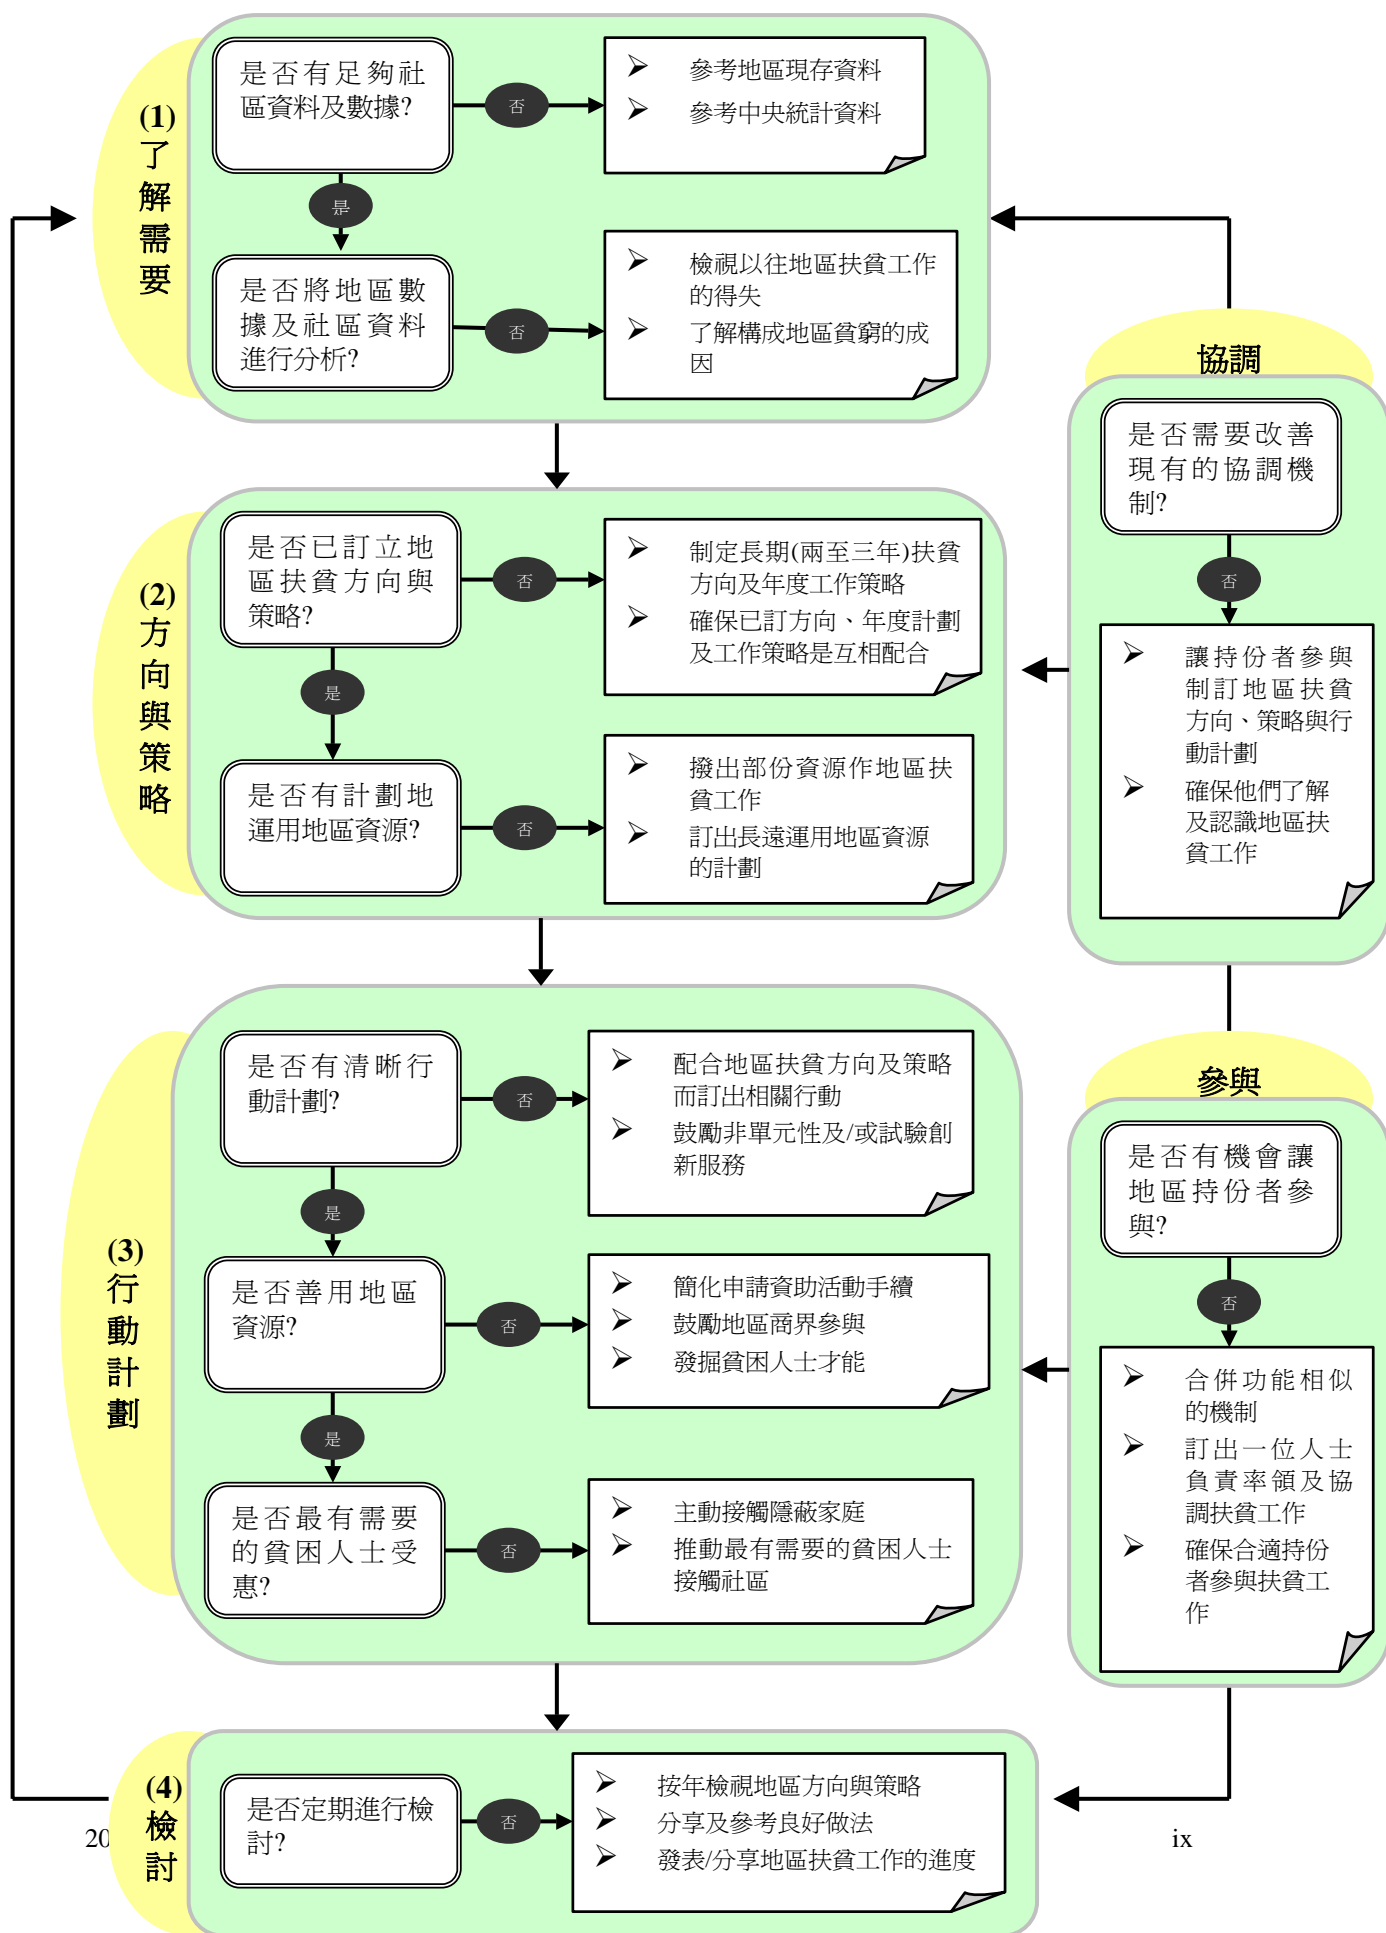 (1)
了
解
需
要
是否有足夠社
區資料及數據?
否
參考地區現存資料
參考中央統計資料
是
是否將地區數
據及社區資料
進行分析?
否
檢視以往地區扶貧工作
的得失
了解構成地區貧窮的成
因
(2)
方
向
與
策
略
是否已訂立地
區扶貧方向與
策略?
否
制定長期(兩至三年)扶貧
方向及年度工作策略
確保已訂方向、年度計劃
及工作策略是互相配合
是
是否有計劃地
運用地區資源?
否
撥出部份資源作地區扶
貧工作
訂出長遠運用地區資源
的計劃
(3)
行
動
計
劃
是否有清晰行
動計劃?
否
配合地區扶貧方向及策略
而訂出相關行動
鼓勵非單元性及/或試驗創
新服務
是
是否善用地區
資源?
否
簡化申請資助活動手續
鼓勵地區商界參與
發掘貧困人士才能
是
是否最有需要
的貧困人士受
惠?
否
主動接觸隱蔽家庭
推動最有需要的貧困人士
接觸社區
(4)
檢
討
是否定期進行檢
討?
否
按年檢視地區方向與策略
分享及參考良好做法
發表/分享地區扶貧工作的進度
協調
是否需要改善
現有的協調機
制?
否
讓持份者參與
制訂地區扶貧
方向、策略與行
動計劃
確保他們了解
及認識地區扶
貧工作
參與
是否有機會讓
地區持份者參
與?
否
合併功能相似
的機制
訂出一位人士
負責率領及協
調扶貧工作
確保合適持份
者參與扶貧工
作
20
ix